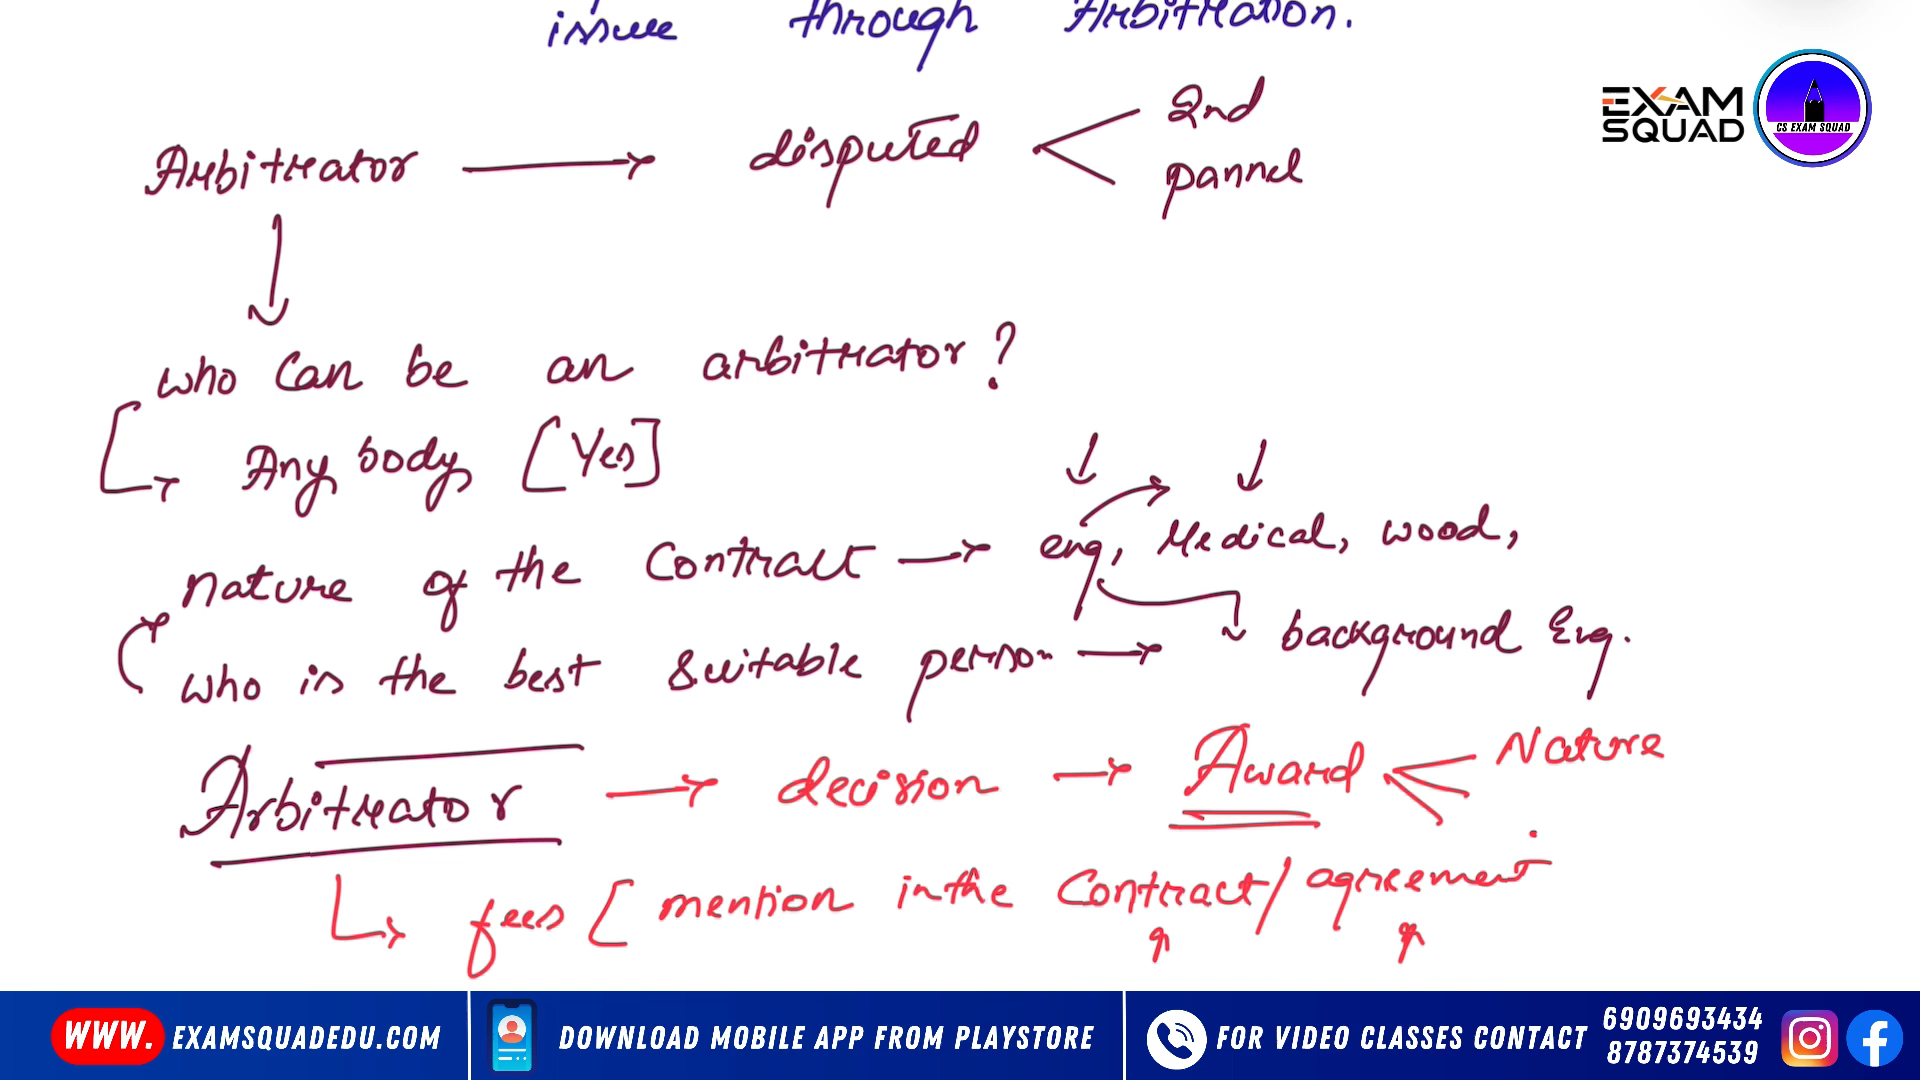 issue through Arbitration.
EXAM SQUAD
CS EXAM SQUAD
Arbitrator → disputed 2nd
pannel
who can be an arbitrator?
→ Any body [Yes]
nature of the Contract → eng, Medical, wood,
who is the best suitable person → background Eng.
Arbitrator → decision → Award Nature
→ fees [ mention in the Contract / agreement
WWW. EXAMSQUADEDU.COM
DOWNLOAD MOBILE APP FROM PLAYSTORE
FOR VIDEO CLASSES CONTACT
6909693434
8787374539